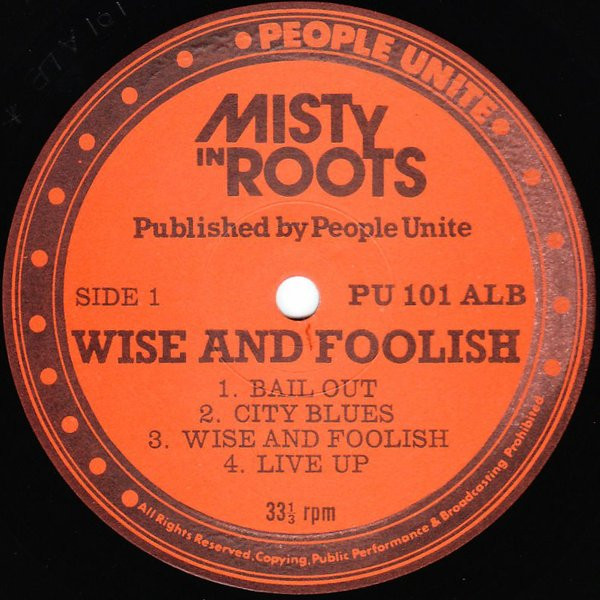 PEOPLE UNITE
MISTY
IN ROOTS
Published by People Unite
SIDE 1
PU 101 ALB
WISE AND FOOLISH
1. BAIL OUT
2. CITY BLUES
3. WISE AND FOOLISH
4. LIVE UP
33⅓ rpm
All Rights Reserved. Copying, Public Performance & Broadcasting Prohibited